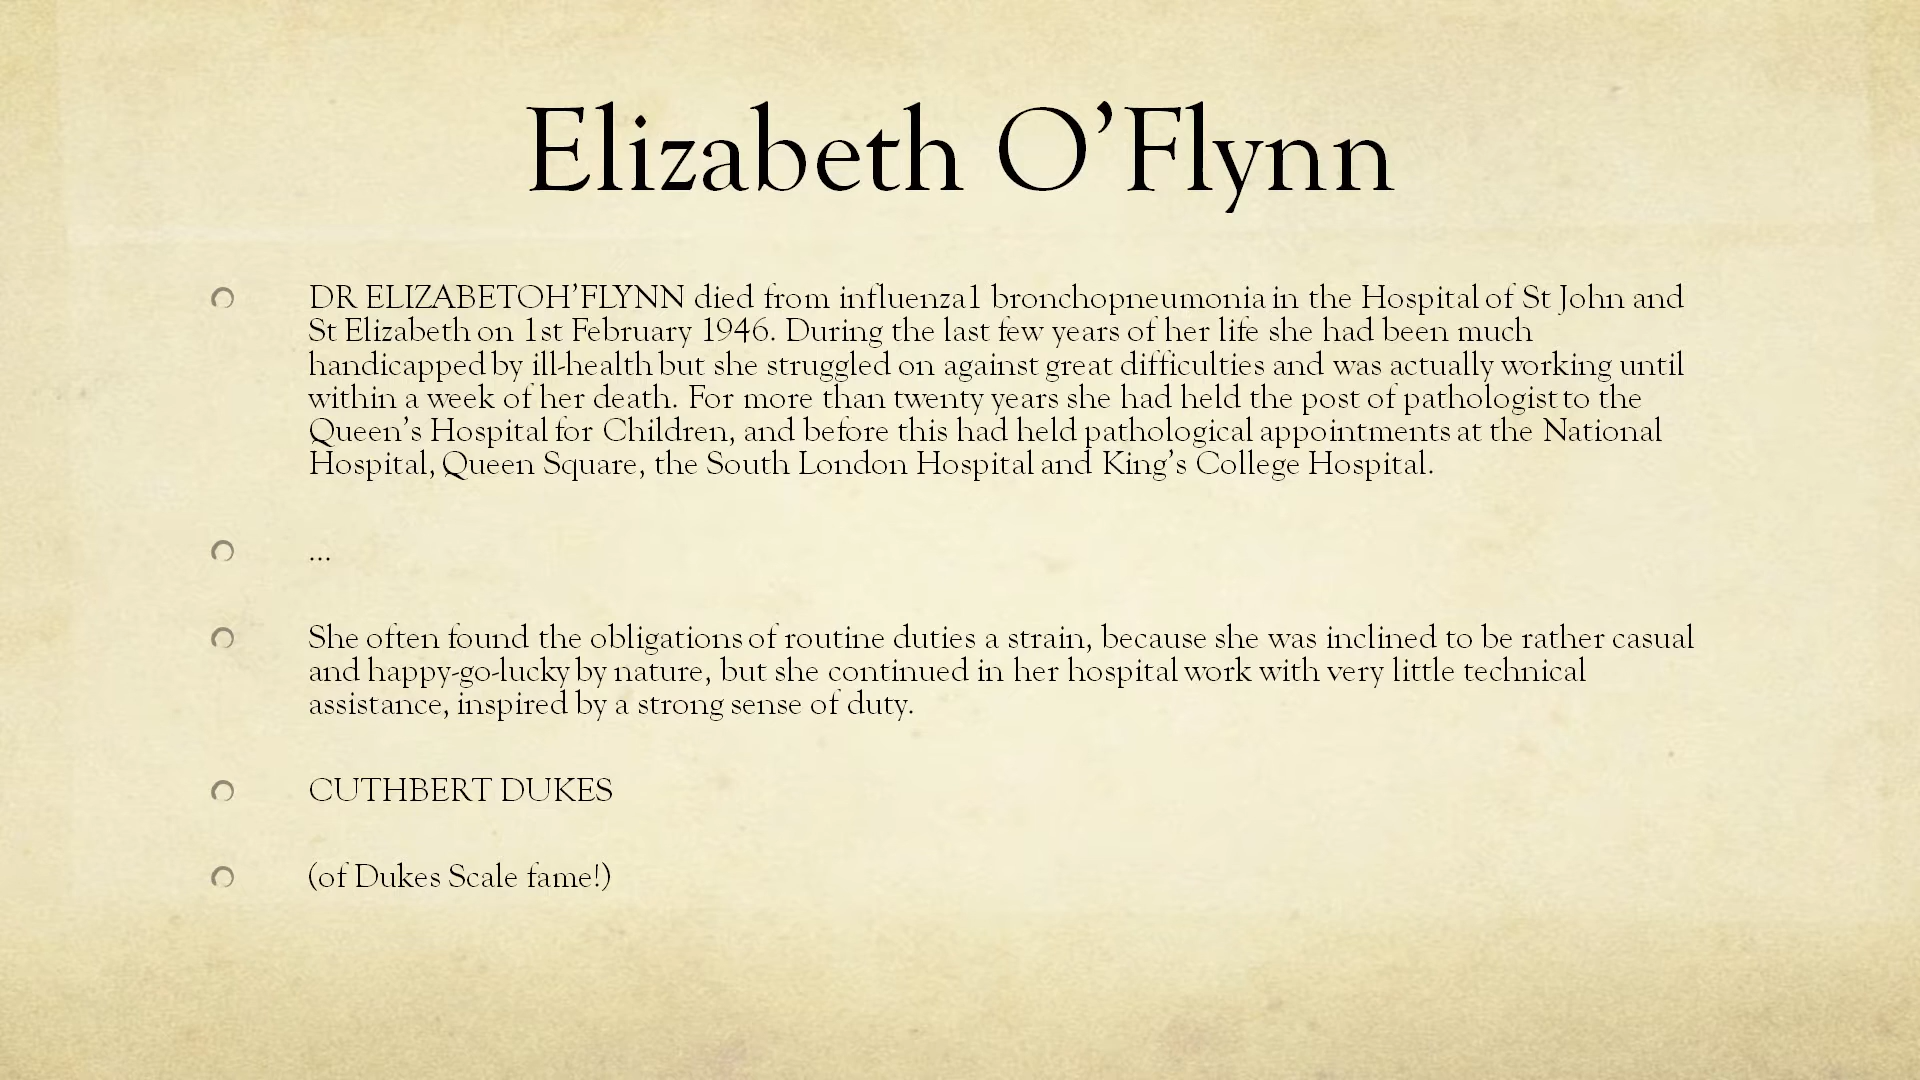 Elizabeth O’Flynn
DR ELIZABETOH’FLYNN died from influenza1 bronchopneumonia in the Hospital of St John and
St Elizabeth on 1st February 1946. During the last few years of her life she had been much
handicapped by ill-health but she struggled on against great difficulties and was actually working until
within a week of her death. For more than twenty years she had held the post of pathologist to the
Queen’s Hospital for Children, and before this had held pathological appointments at the National
Hospital, Queen Square, the South London Hospital and King’s College Hospital.
...
She often found the obligations of routine duties a strain, because she was inclined to be rather casual
and happy-go-lucky by nature, but she continued in her hospital work with very little technical
assistance, inspired by a strong sense of duty.
CUTHBERT DUKES
(of Dukes Scale fame!)